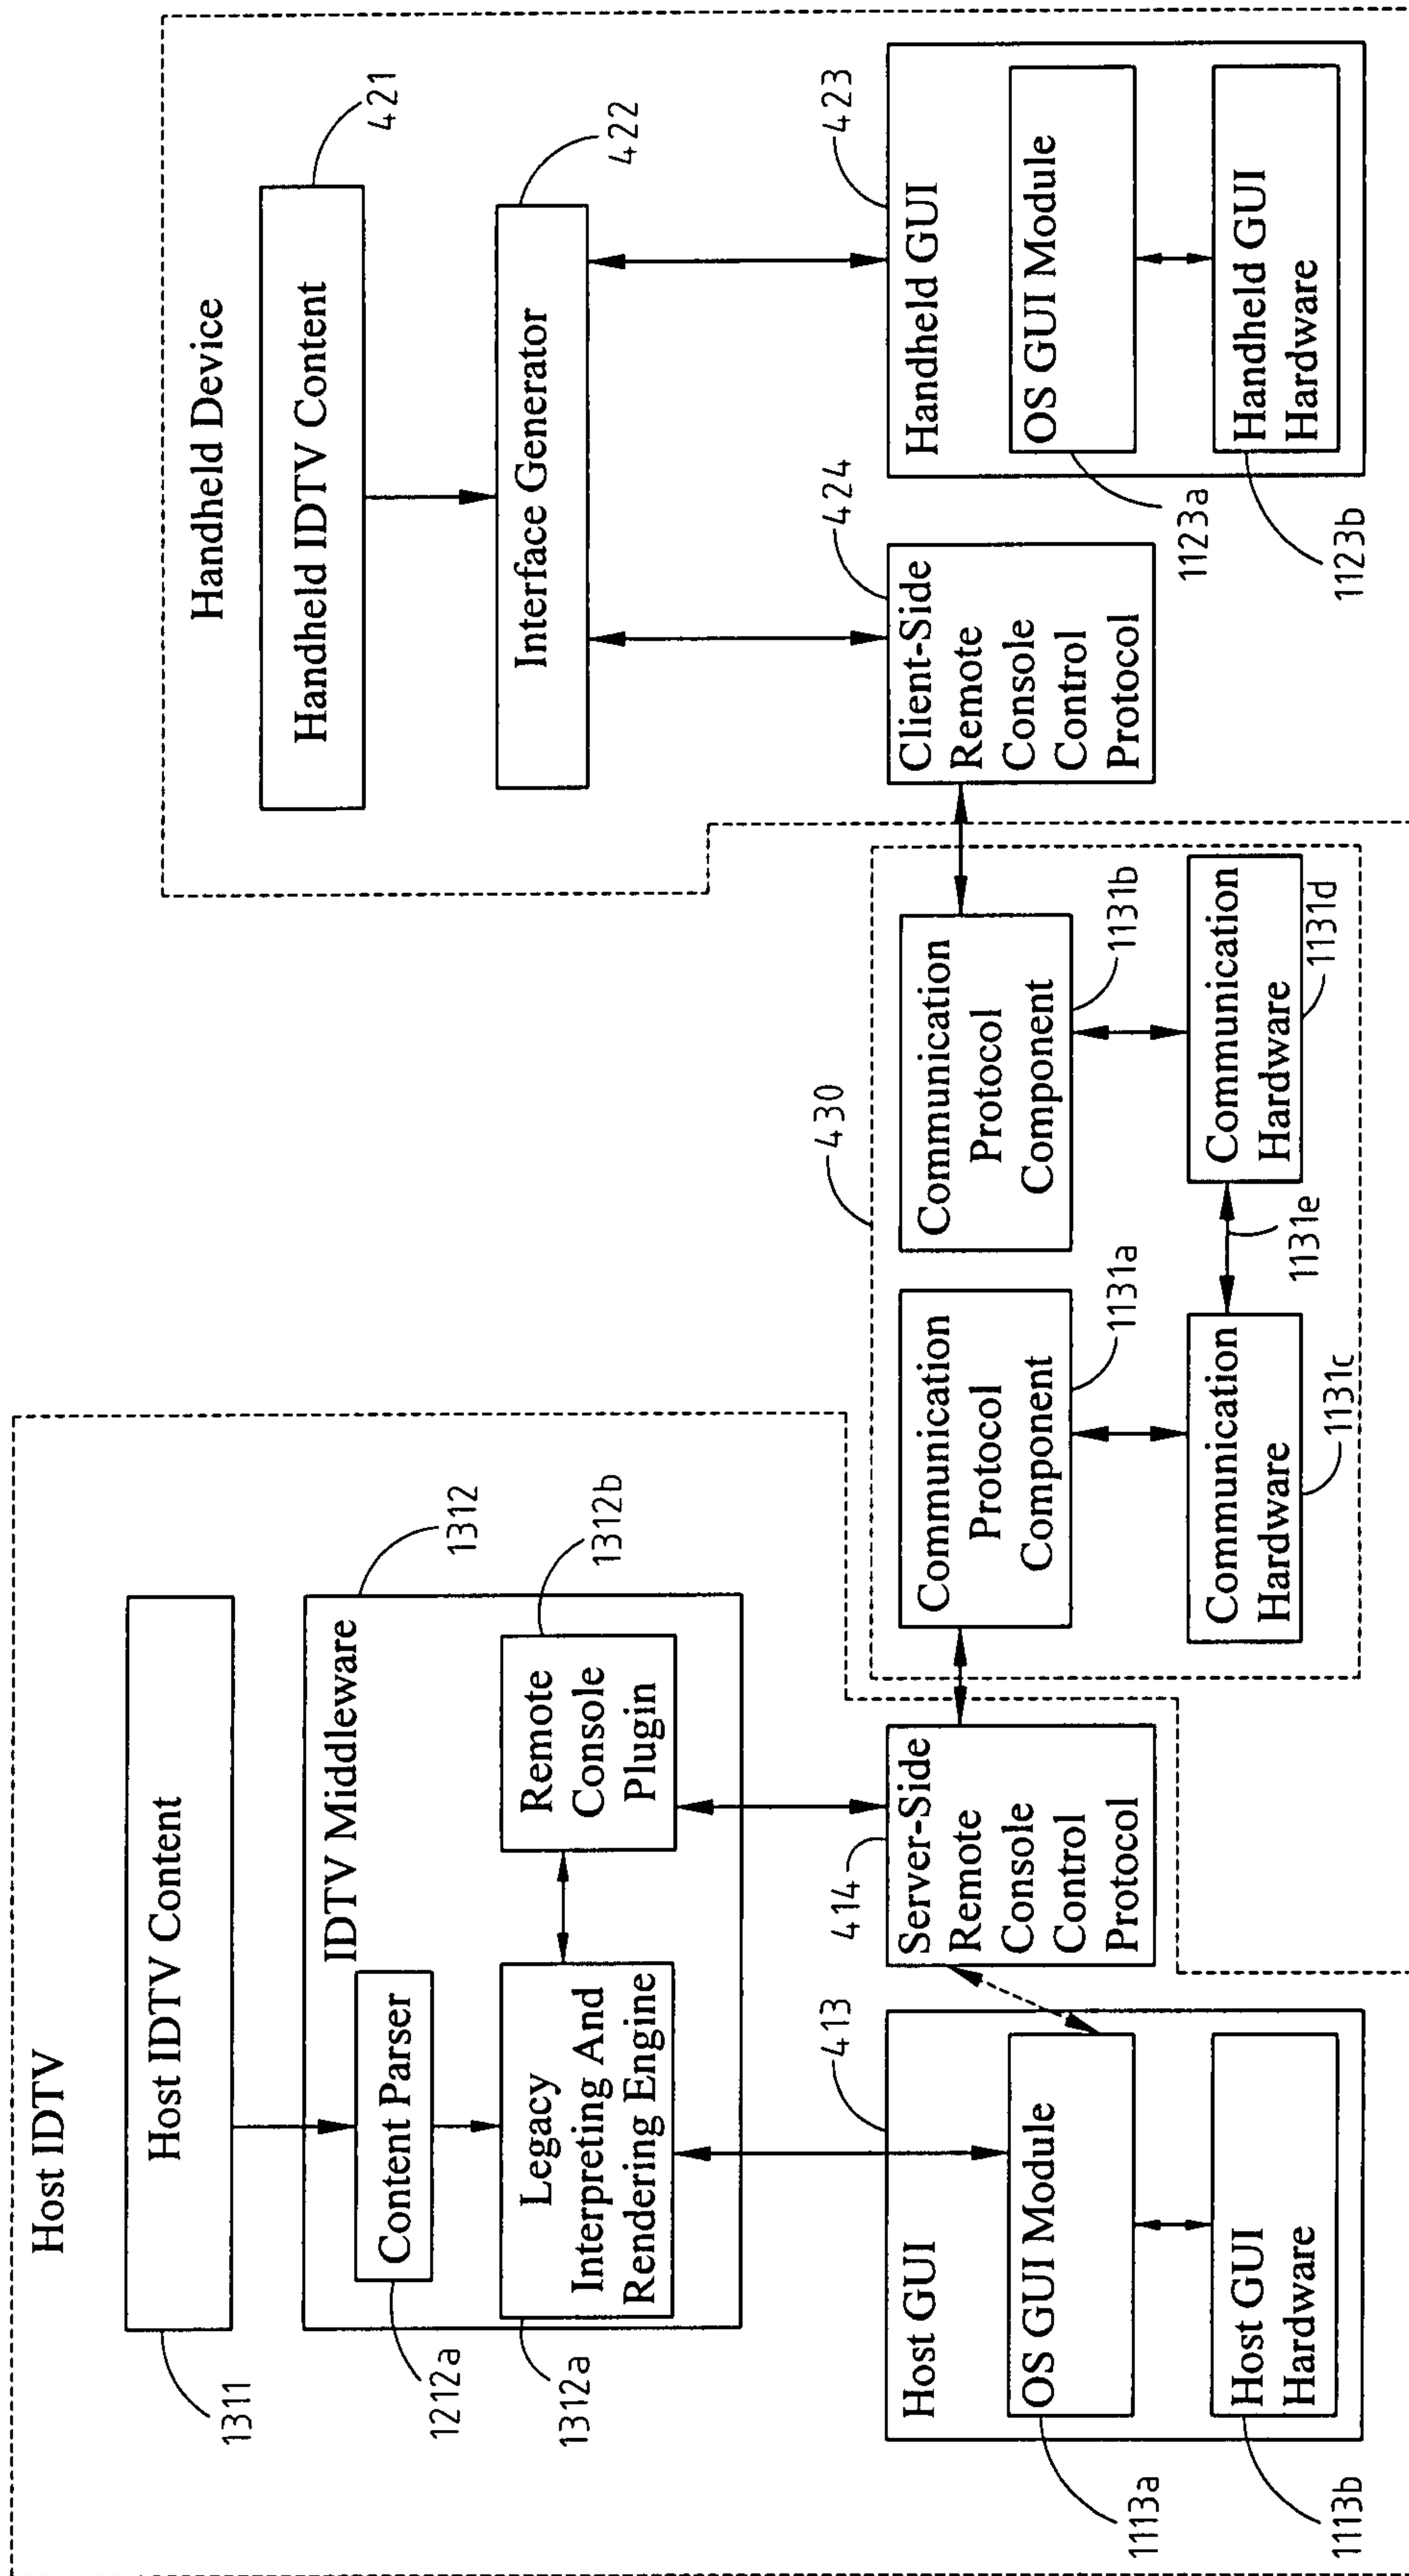 Host IDTV
Host IDTV Content
1311
IDTV Middleware
1312
Content Parser
1212a
Legacy
Interpreting And
Rendering Engine
1312a
Remote
Console
Plugin
1312b
Host GUI
413
OS GUI Module
1113a
Host GUI
Hardware
1113b
414
Server-Side
Remote
Console
Control
Protocol
430
Communication
Protocol
Component
1131a
Communication
Protocol
Component
1131b
Communication
Hardware
1131c
1131e
Communication
Hardware
1131d
Handheld Device
Handheld IDTV Content
421
Interface Generator
422
Client-Side
Remote
Console
Control
Protocol
424
Handheld GUI
423
OS GUI Module
1123a
Handheld GUI
Hardware
1123b